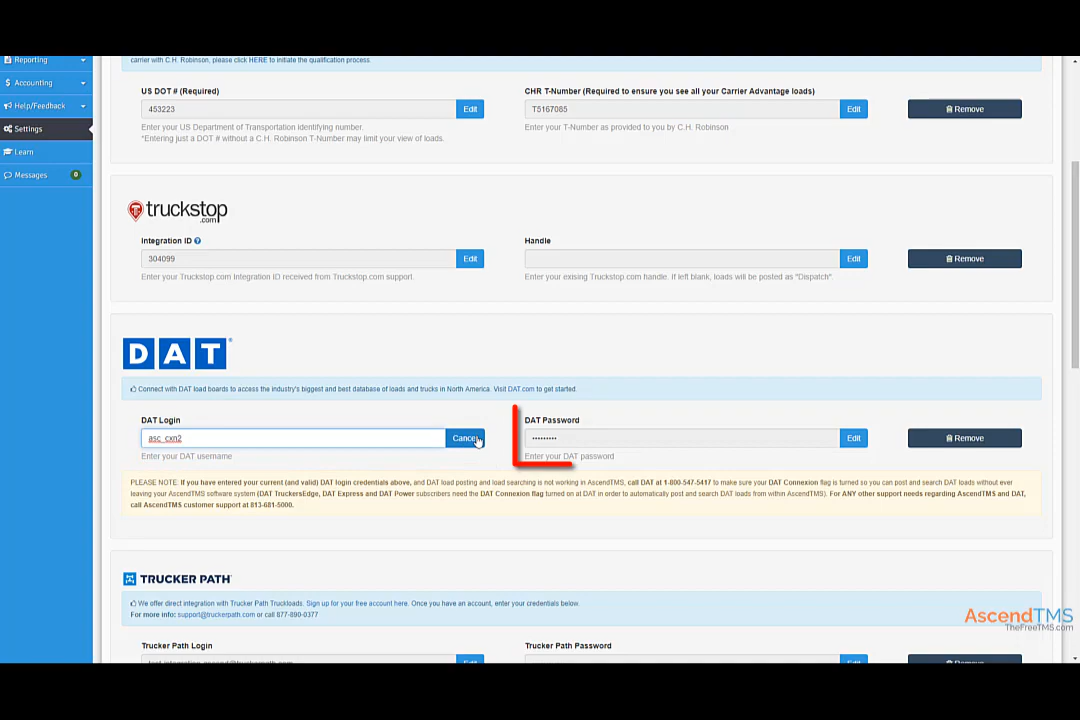 Reporting
carrier with C.H. Robinson, please click HERE to initiate the qualification process
$ Accounting
Help/Feedback
Settings
Learn
Messages 0
US DOT # (Required)
CHR T-Number (Required to ensure you see all your Carrier Advantage loads)
453223 Edit
T5167085 Edit
Remove
Enter your US Department of Transportation identifying number.
Enter your T-Number as provided to you by C.H. Robinson
*Entering just a DOT # without a C.H. Robinson T-Number may limit your view of loads.
truckstop
.com
Integration ID ?
Handle
304099 Edit
Edit
Remove
Enter your Truckstop.com Integration ID received from Truckstop.com support.
Enter your exising Truckstop.com handle. If left blank, loads will be posted as "Dispatch".
DAT®
Connect with DAT load boards to access the industry's biggest and best database of loads and trucks in North America. Visit DAT.com to get started.
DAT Login
DAT Password
asc_cxn2 Cancel
••••••••• Edit
Remove
Enter your DAT username
Enter your DAT password
PLEASE NOTE: If you have entered your current (and valid) DAT login credentials above, and DAT load posting and load searching is not working in AscendTMS, call DAT at 1-800-547-5417 to make sure your DAT Connexion flag is turned so you can post and search DAT loads without ever
leaving your AscendTMS software system (DAT TruckersEdge, DAT Express and DAT Power subscribers need the DAT Connexion flag turned on at DAT in order to automatically post and search DAT loads from within AscendTMS). For ANY other support needs regarding AscendTMS and DAT,
call AscendTMS customer support at 813-681-5000.
TRUCKER PATH
We offer direct integration with Trucker Path Truckloads. Sign up for your free account here. Once you have an account, enter your credentials below.
For more info: support@truckerpath.com or call 877-890-0377
AscendTMS
TheFreeTMS.com
Trucker Path Login
Trucker Path Password
Edit
Edit
Remove